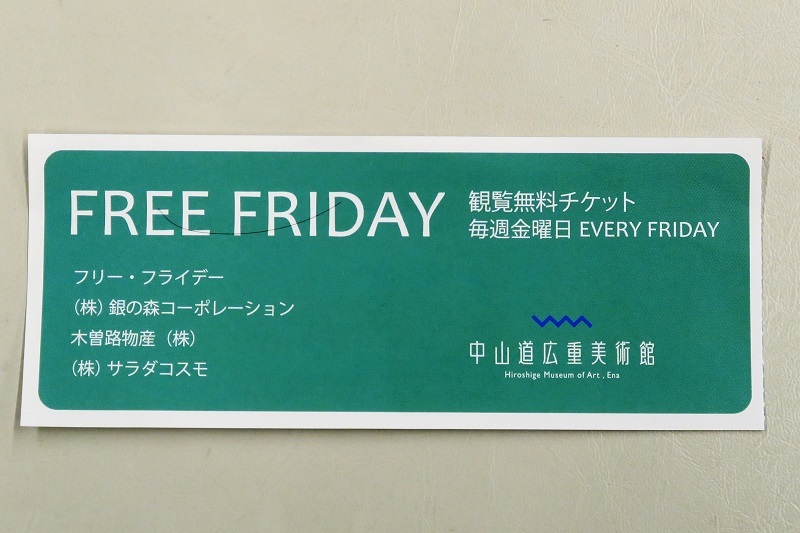 FREE FRIDAY
観覧無料チケット
毎週金曜日 EVERY FRIDAY
フリー・フライデー
(株) 銀の森コーポレーション
木曽路物産 (株)
(株) サラダコスモ
中山道広重美術館
Hiroshige Museum of Art , Ena